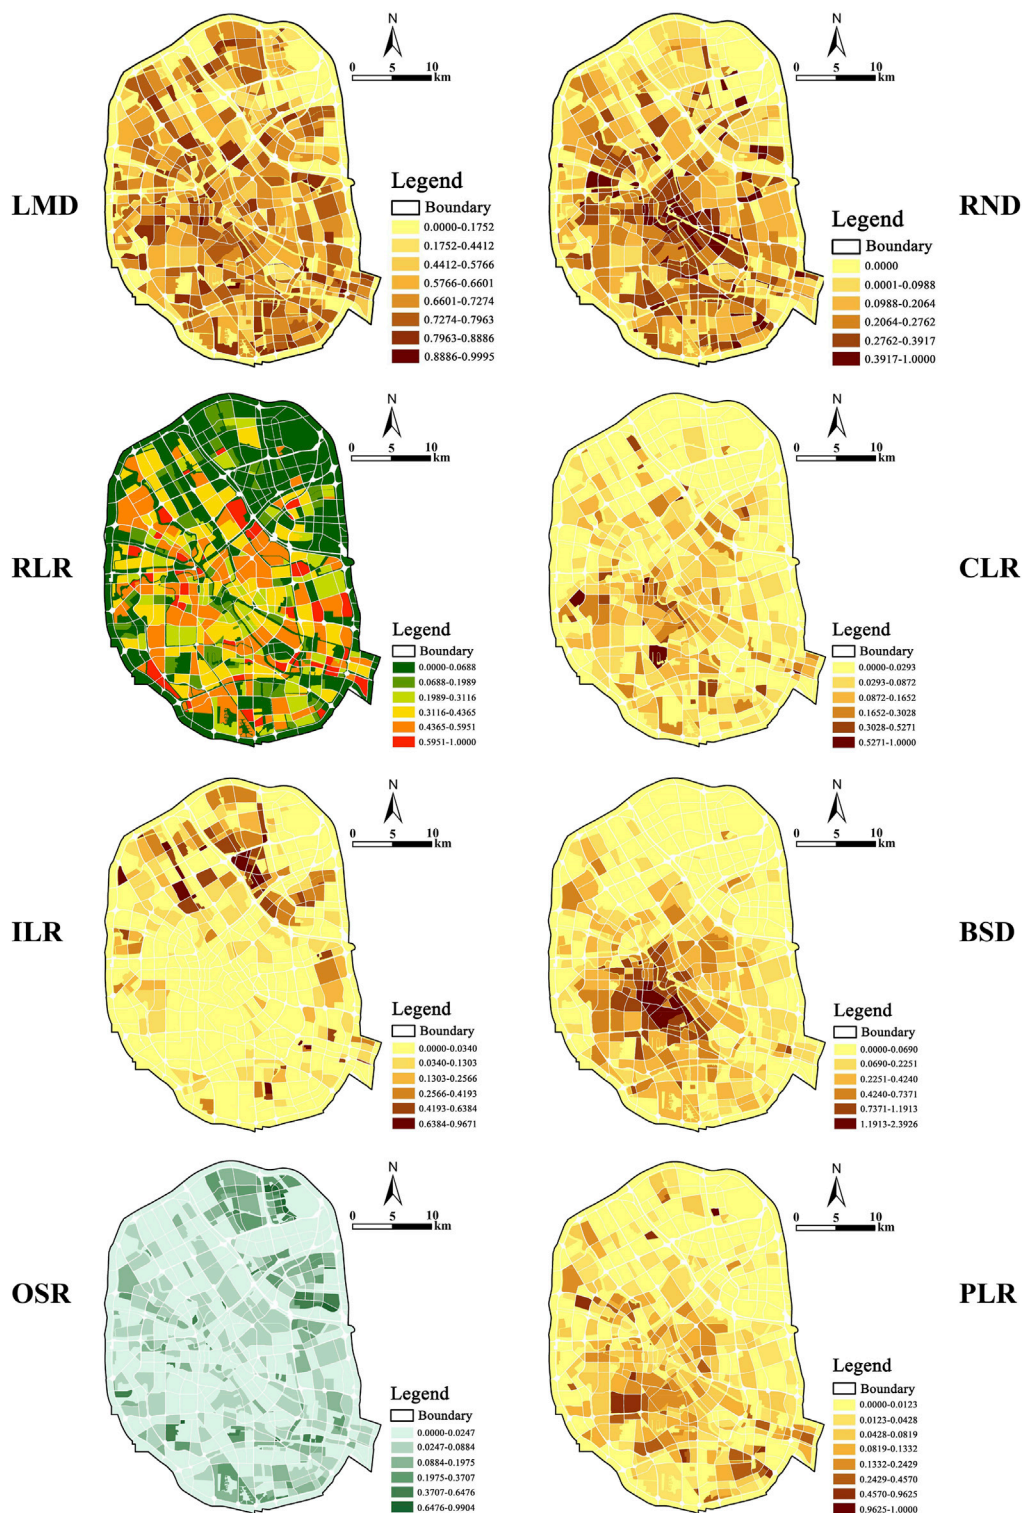 N
0 5 10
km
LMD
Legend
Boundary
0.0000-0.1752
0.1752-0.4412
0.4412-0.5766
0.5766-0.6601
0.6601-0.7274
0.7274-0.7963
0.7963-0.8886
0.8886-0.9995
N
0 5 10
km
RND
Legend
Boundary
0.0000
0.0001-0.0988
0.0988-0.2064
0.2064-0.2762
0.2762-0.3917
0.3917-1.0000
N
0 5 10
km
RLR
Legend
Boundary
0.0000-0.0688
0.0688-0.1989
0.1989-0.3116
0.3116-0.4365
0.4365-0.5951
0.5951-1.0000
N
0 5 10
km
CLR
Legend
Boundary
0.0000-0.0293
0.0293-0.0872
0.0872-0.1652
0.1652-0.3028
0.3028-0.5271
0.5271-1.0000
N
0 5 10
km
ILR
Legend
Boundary
0.0000-0.0340
0.0340-0.1303
0.1303-0.2566
0.2566-0.4193
0.4193-0.6384
0.6384-0.9671
N
0 5 10
km
BSD
Legend
Boundary
0.0000-0.0690
0.0690-0.2251
0.2251-0.4240
0.4240-0.7371
0.7371-1.1913
1.1913-2.3926
N
0 5 10
km
OSR
Legend
Boundary
0.0000-0.0247
0.0247-0.0884
0.0884-0.1975
0.1975-0.3707
0.3707-0.6476
0.6476-0.9904
N
0 5 10
km
PLR
Legend
Boundary
0.0000-0.0123
0.0123-0.0428
0.0428-0.0819
0.0819-0.1332
0.1332-0.2429
0.2429-0.4570
0.4570-0.9625
0.9625-1.0000